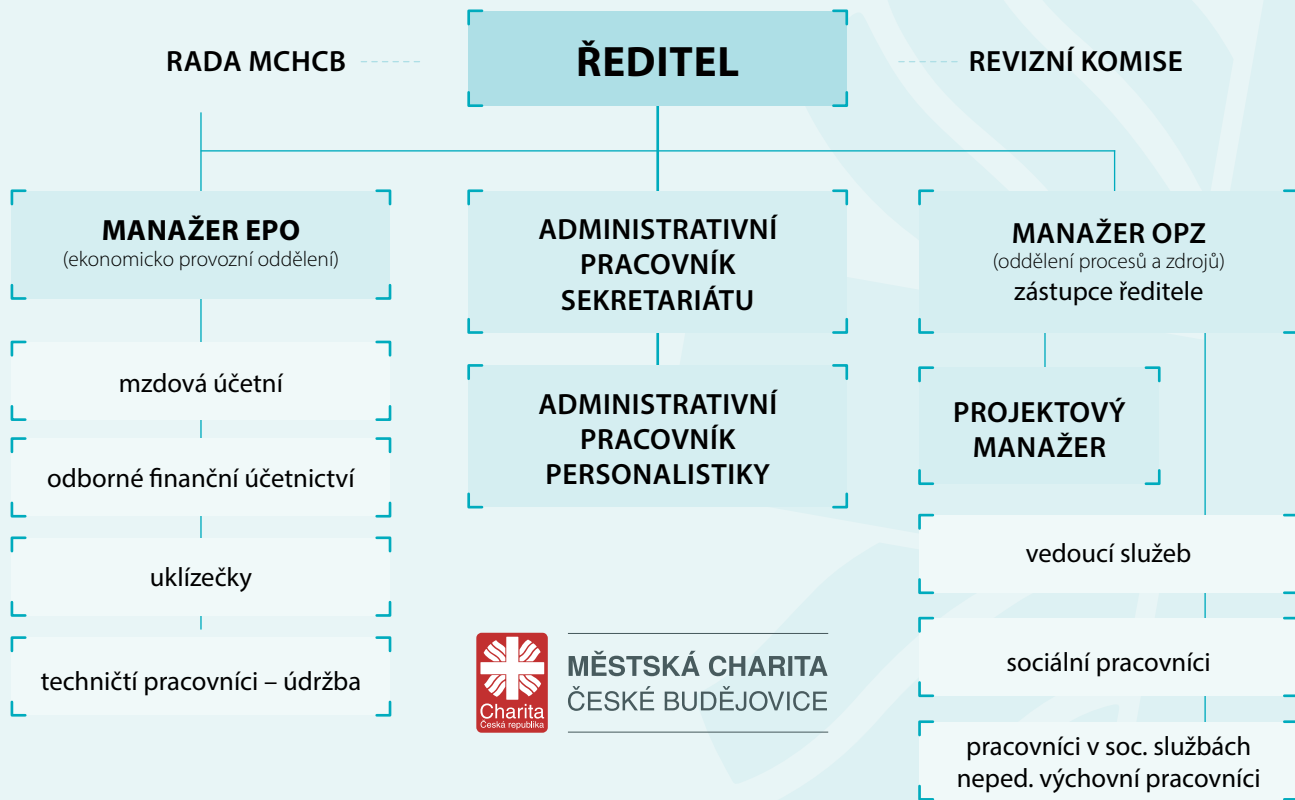 RADA MCHCB
ŘEDITEL
REVIZNÍ KOMISE
MANAŽER EPO
(ekonomicko provozní oddělení)
mzdová účetní
odborné finanční účetnictví
uklízečky
techničtí pracovníci – údržba
ADMINISTRATIVNÍ
PRACOVNÍK
SEKRETARIÁTU
ADMINISTRATIVNÍ
PRACOVNÍK
PERSONALISTIKY
MANAŽER OPZ
(oddělení procesů a zdrojů)
zástupce ředitele
PROJEKTOVÝ
MANAŽER
vedoucí služeb
sociální pracovníci
pracovníci v soc. službách
neped. výchovní pracovníci
Charita
Česká republika
MĚSTSKÁ CHARITA
ČESKÉ BUDĚJOVICE